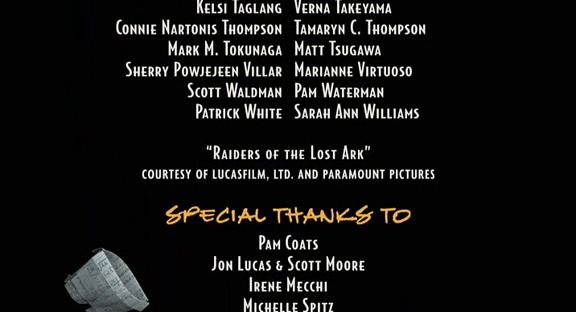 Kelsi Taglang Verna Takeyama
Connie Nartonis Thompson Tamaryn C. Thompson
Mark M. Tokunaga Matt Tsugawa
Sherry Powjejeen Villar Marianne Virtuoso
Scott Waldman Pam Waterman
Patrick White Sarah Ann Williams
“Raiders of the Lost Ark”
courtesy of Lucasfilm, Ltd. and Paramount Pictures
SPECIAL THANKS TO
Pam Coats
Jon Lucas & Scott Moore
Irene Mecchi
Michelle Spitz